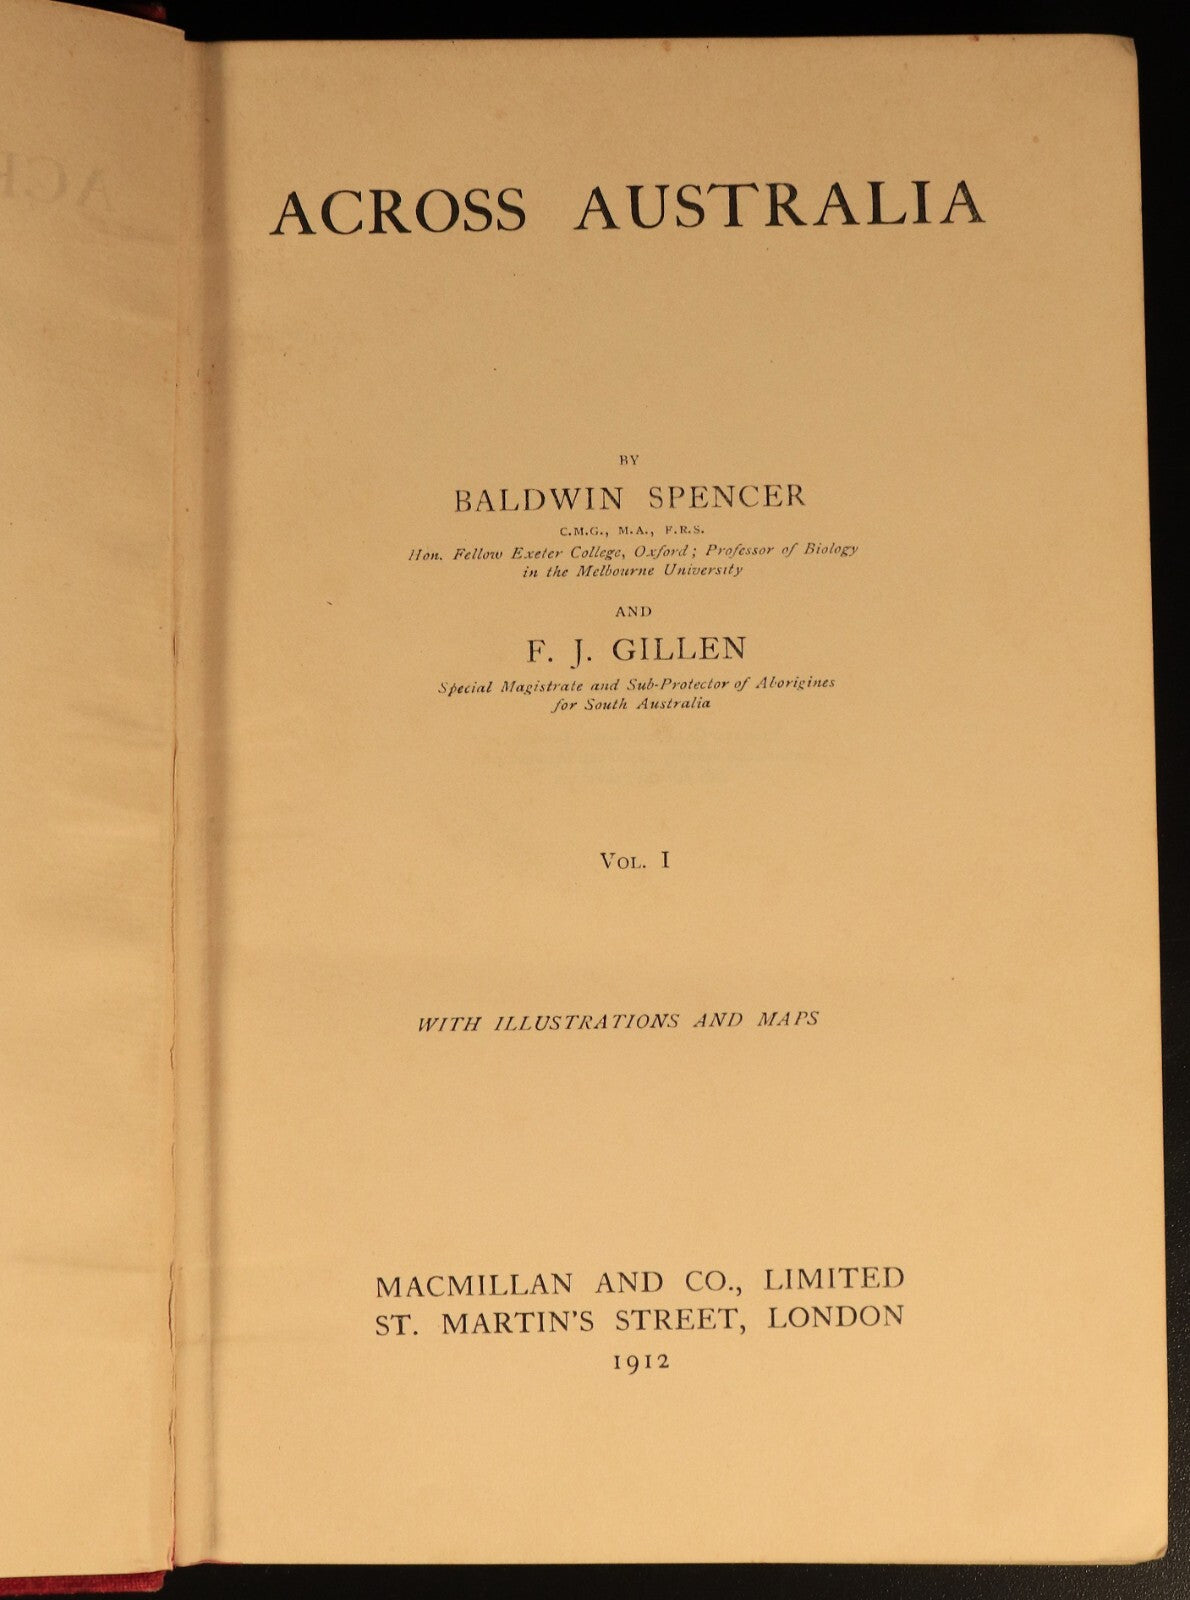 ACROSS AUSTRALIA
BY
BALDWIN SPENCER
C.M.G., M.A., F.R.S.
Hon. Fellow Exeter College, Oxford; Professor of Biology
in the Melbourne University
AND
F. J. GILLEN
Special Magistrate and Sub-Protector of Aborigines
for South Australia
VOL. I
WITH ILLUSTRATIONS AND MAPS
MACMILLAN AND CO., LIMITED
ST. MARTIN'S STREET, LONDON
1912